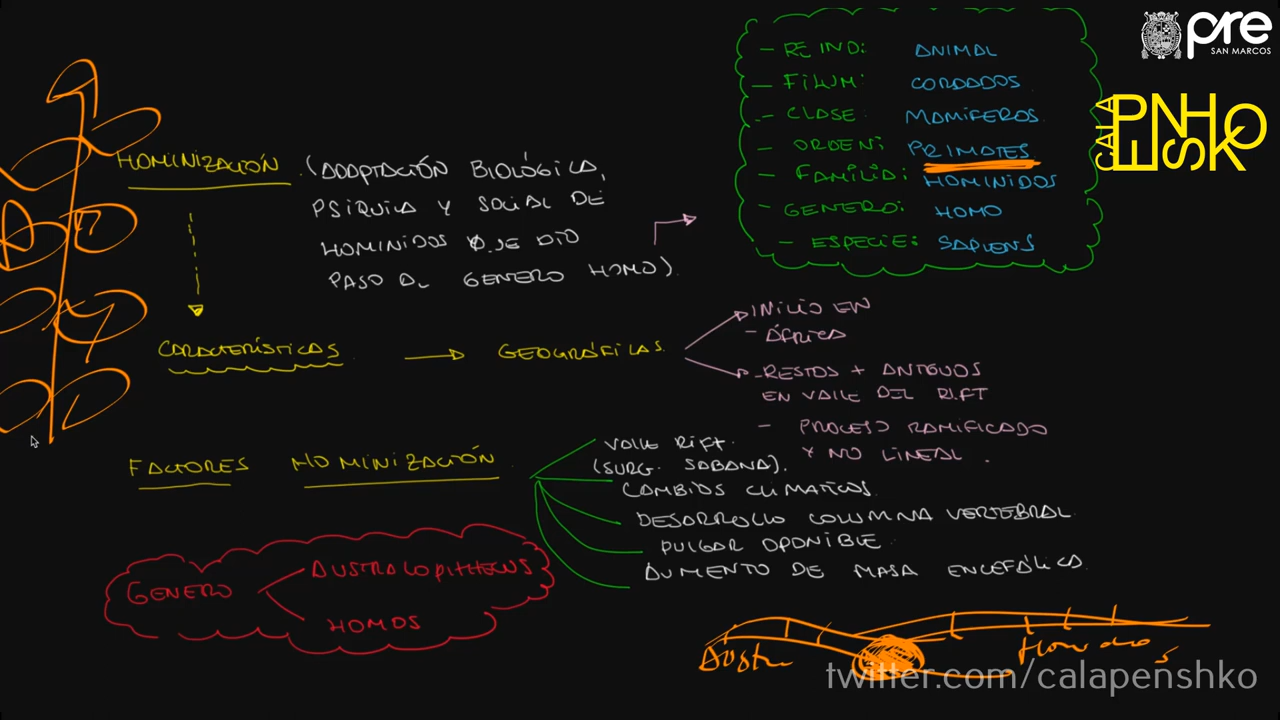 pre
SAN MARCOS
CALA
PENSHKO
- REINO: ANIMAL
- FILUM: CORDADOS
- CLASE: MAMIFEROS.
- ORDEN: PRIMATES
- FAMILIA: HOMINIDOS
- GENERO: HOMO
- ESPECIE: SAPIENS
HOMINIZACIÓN (ADAPTACIÓN BIOLÓGICA,
PSIQUICA Y SOCIAL DE
HOMINIDOS QUE DIO
PASO AL GENERO HOMO).
CARACTERÍSTICAS → GEOGRÁFICAS.
INICIO EN
- ÁFRICA
- RESTOS + ANTIGUOS
EN VALLE DEL RIFT
- PROCESO RAMIFICADO
Y NO LINEAL.
FACTORES HOMINIZACIÓN
VALLE RIFT.
(SURG. SABANA).
CAMBIOS CLIMATICOS.
DESARROLLO COLUMNA VERTEBRAL
PULGAR OPONIBLE
AUMENTO DE MASA ENCEFÁLICA.
GENERO
AUSTRALOPITHECUS
HOMOS
Austr
twitter.com/calapenshko